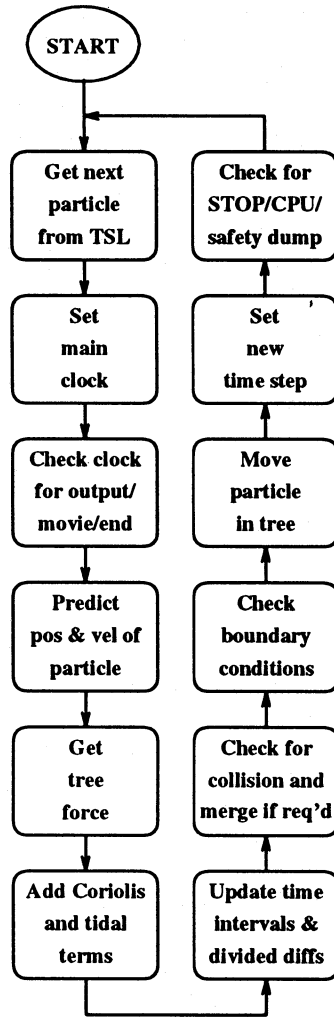 START
Get next
particle
from TSL
Set
main
clock
Check clock
for output/
movie/end
Predict
pos & vel of
particle
Get
tree
force
Add Coriolis
and tidal
terms
Update time
intervals &
divided diffs
Check for
collision and
merge if req'd
Check
boundary
conditions
Move
particle
in tree
Set
new
time step
Check for
STOP/CPU/
safety dump